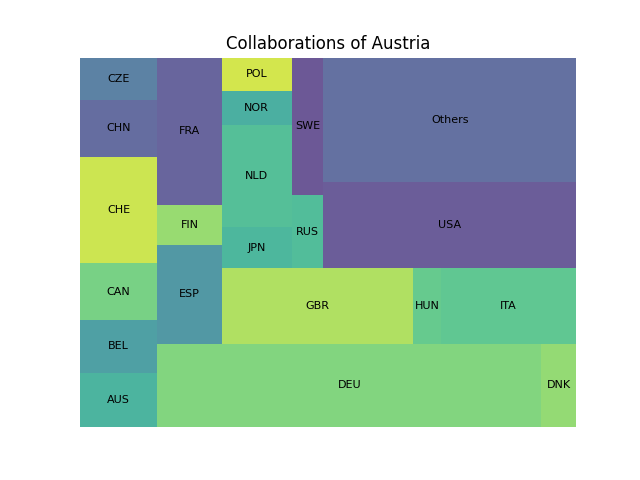 Collaborations of Austria
CZE
CHN
CHE
CAN
BEL
AUS
FRA
FIN
ESP
POL
NOR
NLD
JPN
SWE
RUS
Others
USA
GBR
HUN
ITA
DEU
DNK